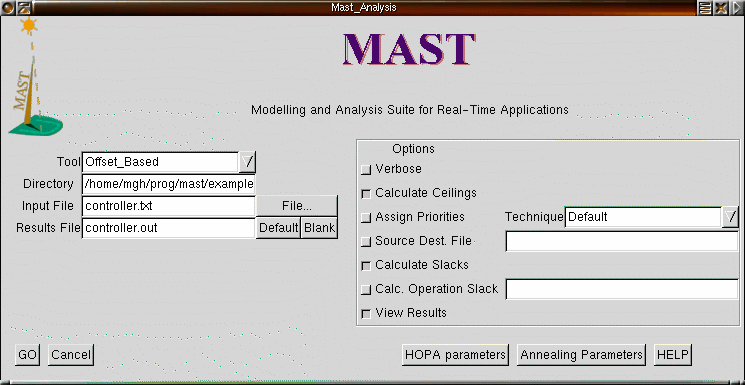 Mast_Analysis
MAST
MAST
Modelling and Analysis Suite for Real-Time Applications
Tool Offset_Based
Directory /home/mgh/prog/mast/example
Input File controller.txt File...
Results File controller.out Default Blank
Options
Verbose
Calculate Ceilings
Assign Priorities Technique Default
Source Dest. File
Calculate Slacks
Calc. Operation Slack
View Results
GO Cancel HOPA parameters Annealing Parameters HELP